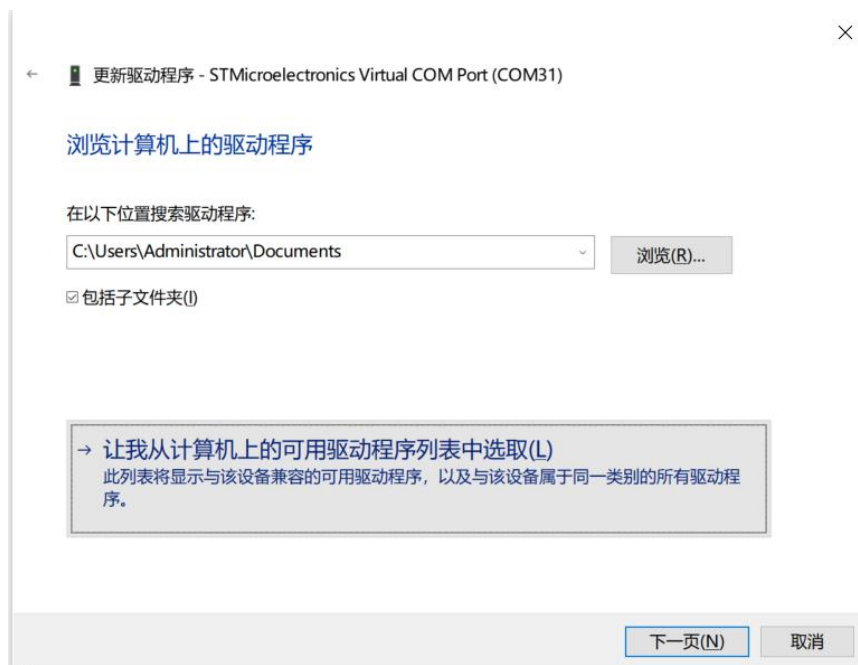 更新驱动程序 - STMicroelectronics Virtual COM Port (COM31)
浏览计算机上的驱动程序
在以下位置搜索驱动程序:
C:\Users\Administrator\Documents
浏览(R)...
包括子文件夹(I)
→ 让我从计算机上的可用驱动程序列表中选取(L)
此列表将显示与该设备兼容的可用驱动程序，以及与该设备属于同一类别的所有驱动程
序。
下一页(N)
取消